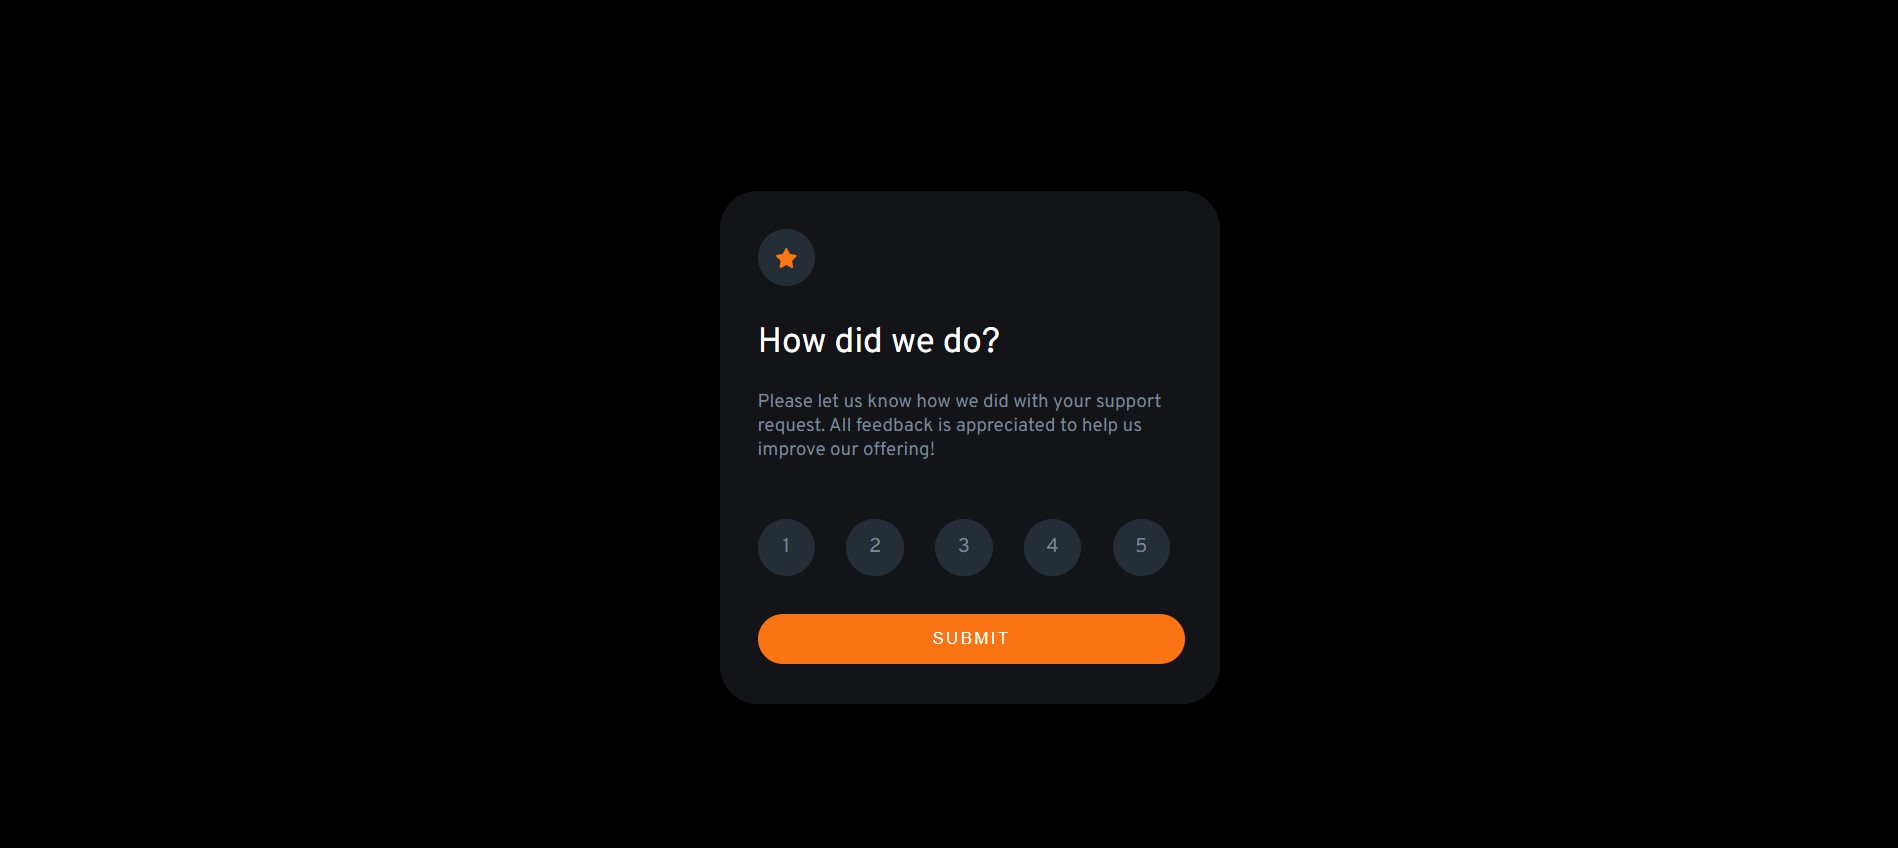 How did we do?
Please let us know how we did with your support
request. All feedback is appreciated to help us
improve our offering!
1 2 3 4 5
SUBMIT